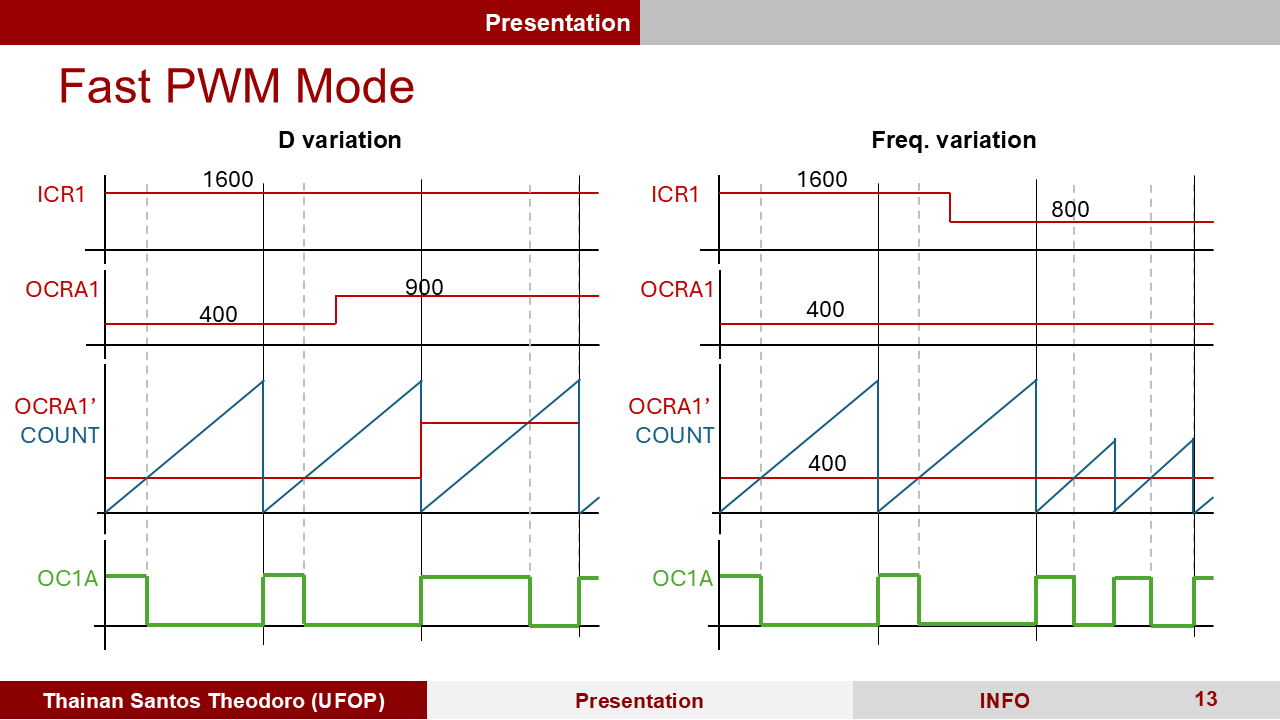 Presentation
Fast PWM Mode
D variation
1600
ICR1
OCRA1
900
400
OCRA1’
COUNT
OC1A
Freq. variation
1600
ICR1
800
OCRA1
400
OCRA1’
COUNT
400
OC1A
Thainan Santos Theodoro (UFOP)
Presentation
INFO
13